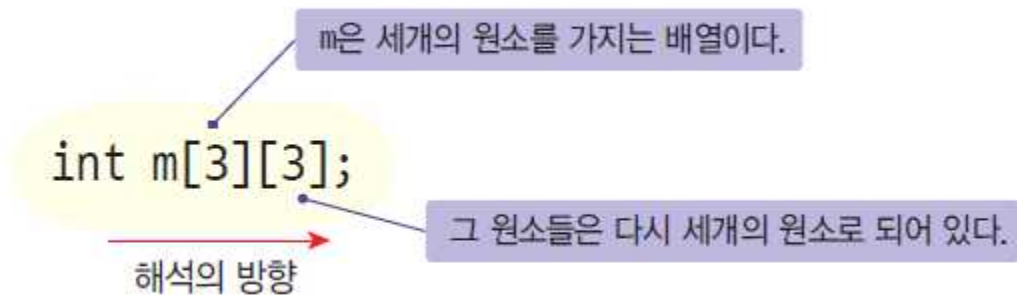 m은 세개의 원소를 가지는 배열이다.
int m[3][3];
그 원소들은 다시 세개의 원소로 되어 있다.
해석의 방향